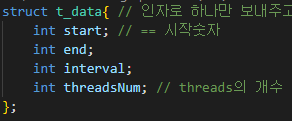 struct t_data{ // 인자로 하나만 보내주고
int start; // == 시작숫자
int end;
int interval;
int threadsNum; // threads의 개수
};